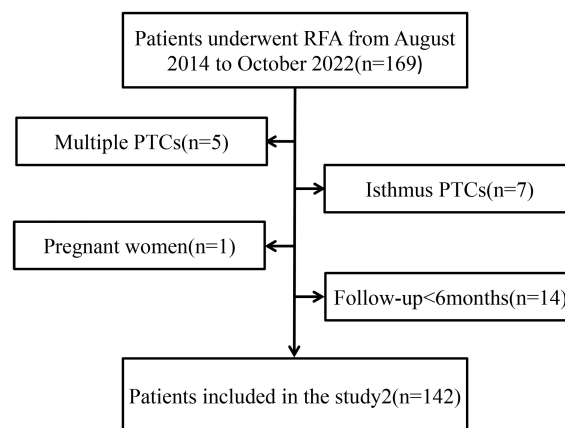 Patients underwent RFA from August
2014 to October 2022(n=169)
Multiple PTCs(n=5)
Isthmus PTCs(n=7)
Pregnant women(n=1)
Follow-up<6months(n=14)
Patients included in the study2(n=142)